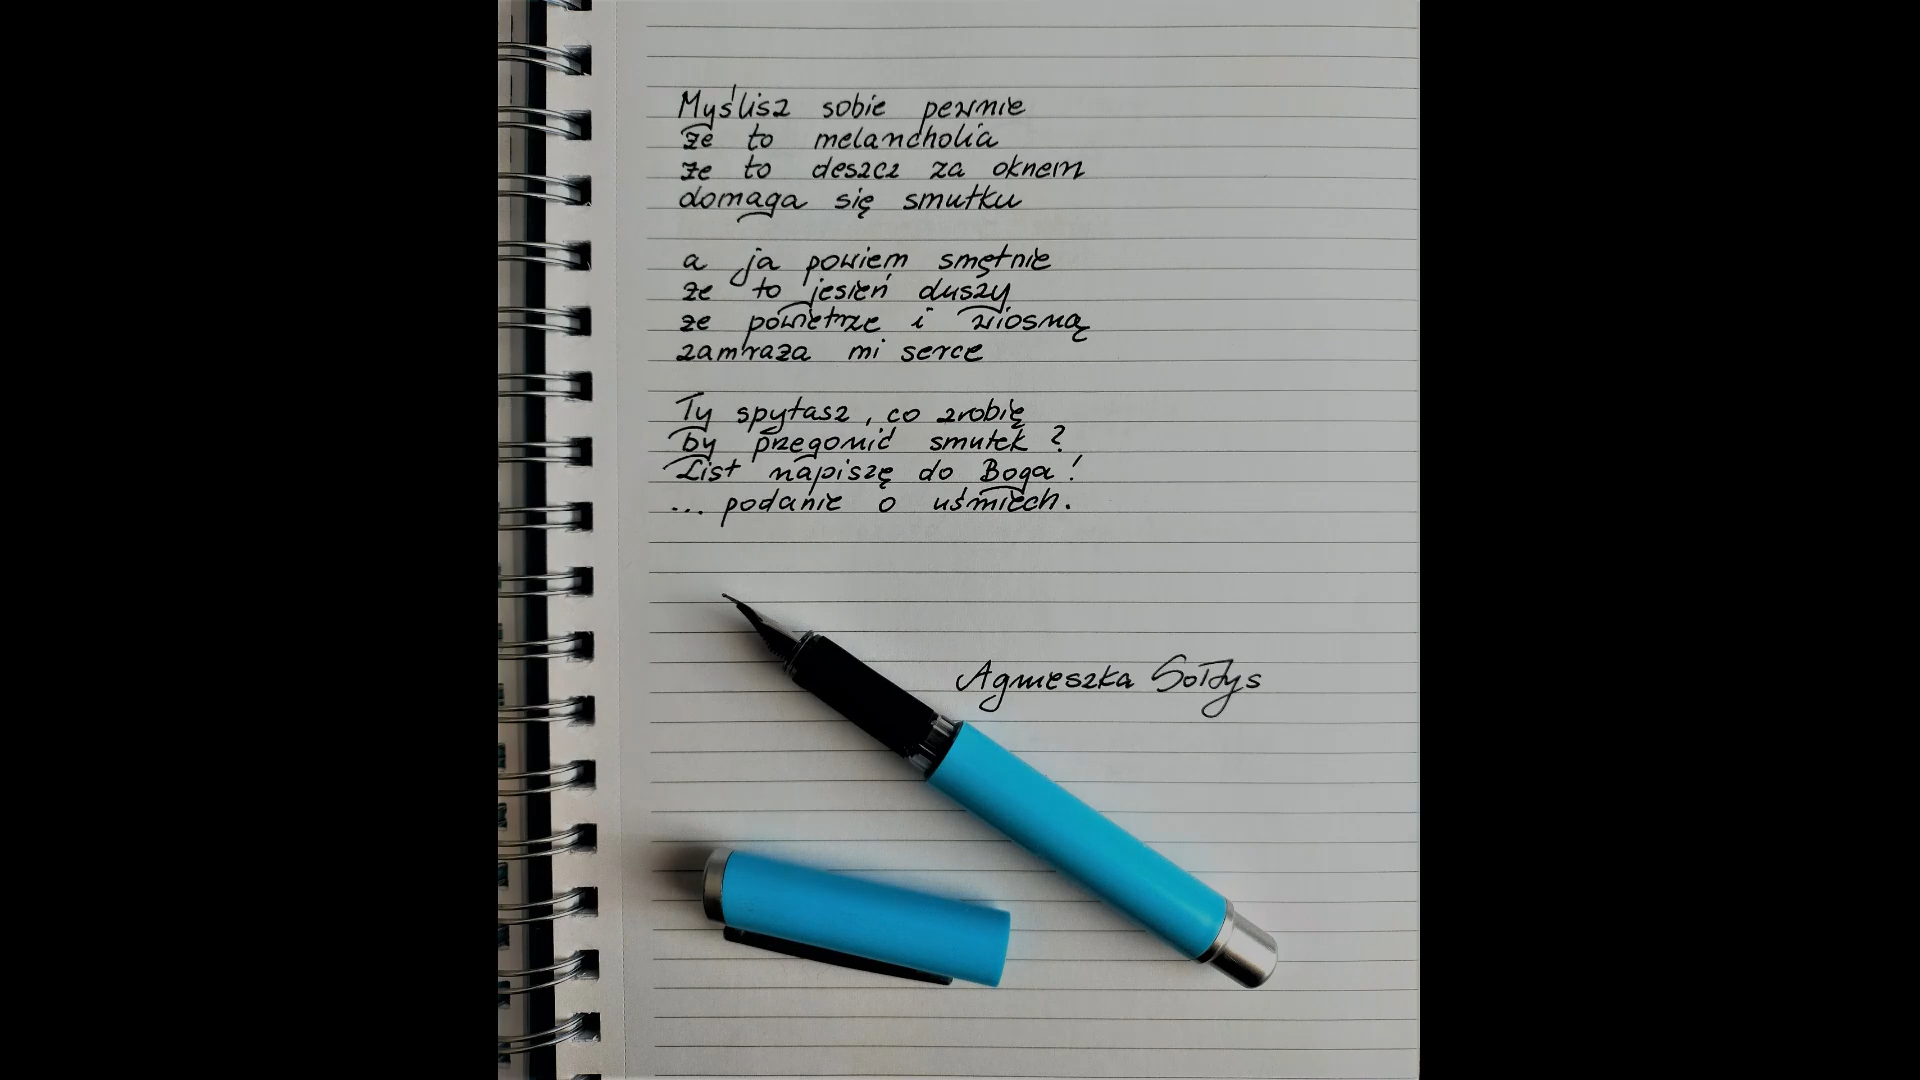 Myślisz sobie pewnie
że to melancholia
że to deszcz za oknem
domaga się smutku
a ja powiem smętnie
że to jesień duszy
że powietrze i wiosną
zamraża mi serce
Ty spytasz, co zrobię
by przegonić smutek?
List napiszę do Boga!
... podanie o uśmiech.
Agnieszka Sołtys